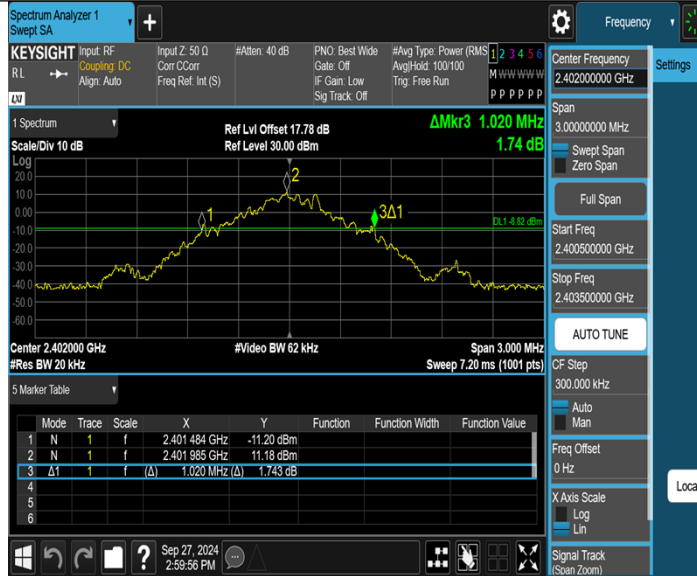 Spectrum Analyzer 1
Swept SA
Frequency
KEYSIGHT
RL
LXI
Input: RF
Coupling: DC
Align: Auto
Input Z: 50 Ω
Corr CCorr
Freq Ref: Int (S)
#Atten: 40 dB
PNO: Best Wide
Gate: Off
IF Gain: Low
Sig Track: Off
#Avg Type: Power (RMS
Avg|Hold: 100/100
Trig: Free Run
1 2 3 4 5 6
M W W W W W
P P P P P P
1 Spectrum
Scale/Div 10 dB
Ref Lvl Offset 17.78 dB
Ref Level 30.00 dBm
ΔMkr3 1.020 MHz
1.74 dB
Log
20.0
10.0
0.00
-10.0
-20.0
-30.0
-40.0
-50.0
-60.0
1
2
3Δ1
DL1 -8.82 dBm
Center 2.402000 GHz
#Res BW 20 kHz
#Video BW 62 kHz
Span 3.000 MHz
Sweep 7.20 ms (1001 pts)
5 Marker Table
Mode Trace Scale X Y Function Function Width Function Value
1 N 1 f 2.401 484 GHz -11.20 dBm
2 N 1 f 2.401 985 GHz 11.18 dBm
3 Δ1 1 f (Δ) 1.020 MHz (Δ) 1.743 dB
4
5
6
?
Sep 27, 2024
2:59:56 PM
Center Frequency
2.402000000 GHz
Span
3.00000000 MHz
Swept Span
Zero Span
Full Span
Start Freq
2.400500000 GHz
Stop Freq
2.403500000 GHz
AUTO TUNE
CF Step
300.000 kHz
Auto
Man
Freq Offset
0 Hz
X Axis Scale
Log
Lin
Signal Track
(Span Zoom)
Settings
Loca